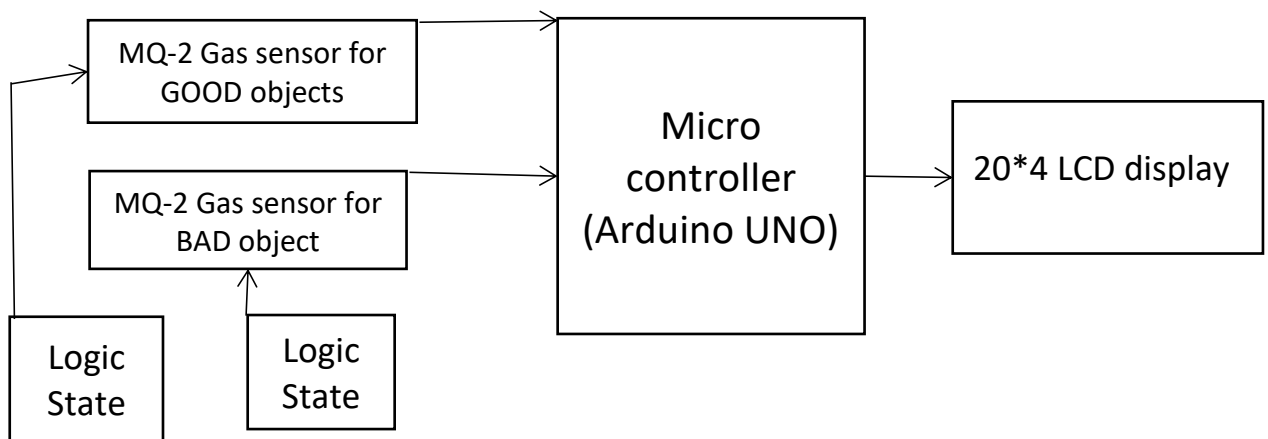 MQ-2 Gas sensor for
GOOD objects
MQ-2 Gas sensor for
BAD object
Logic
State
Logic
State
Micro
controller
(Arduino UNO)
20*4 LCD display